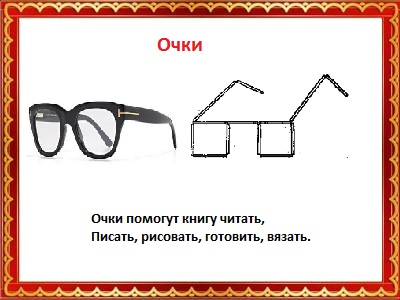 Очки
Очки помогут книгу читать,
Писать, рисовать, готовить, вязать.